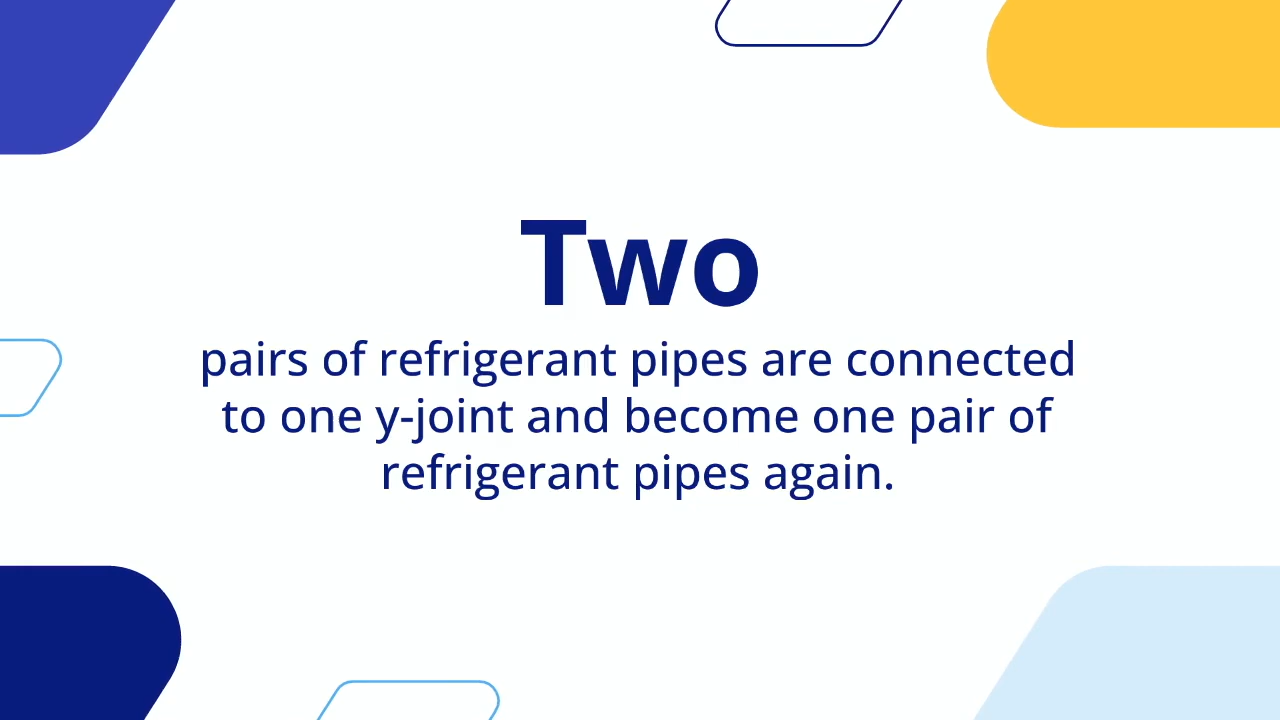 Two
pairs of refrigerant pipes are connected
to one y-joint and become one pair of
refrigerant pipes again.